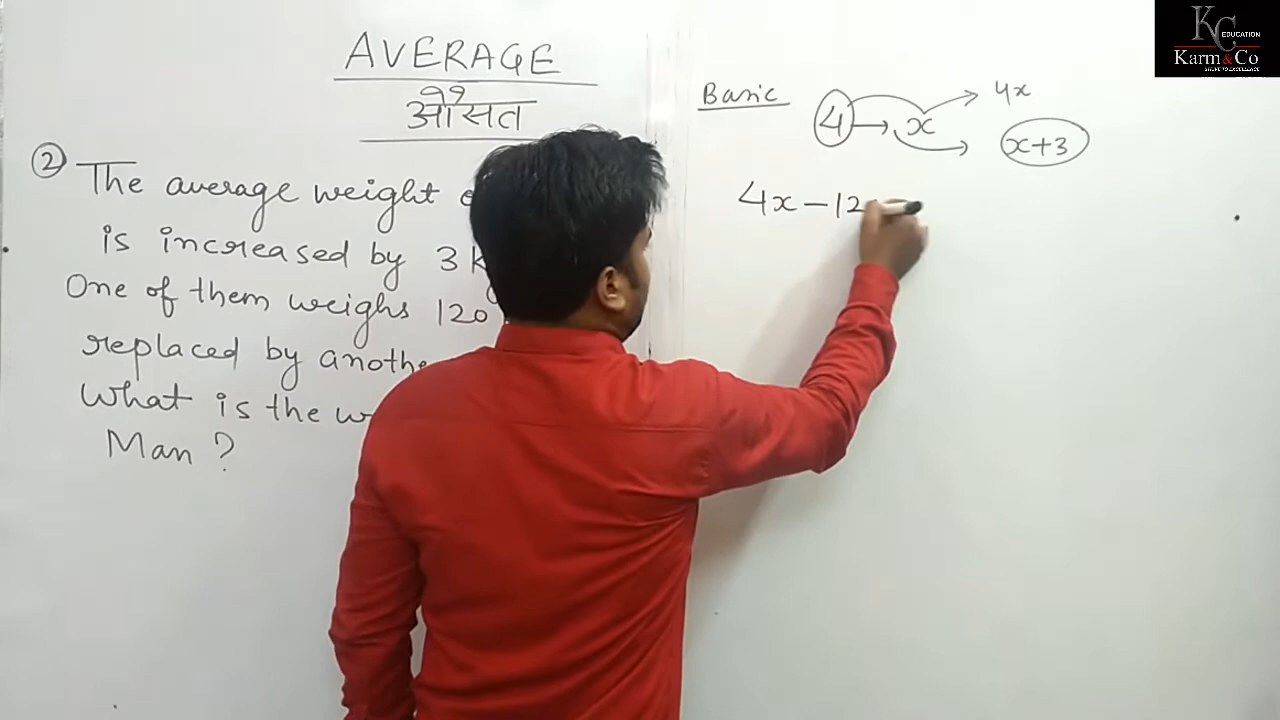 AVERAGE
औसत
② The average weight
is increased by 3
One of them weighs 120
replaced by anothe
What is the w
Man ?
Basic 4 → x → 4x
x+3
4x - 12
KC EDUCATION
Karm&Co